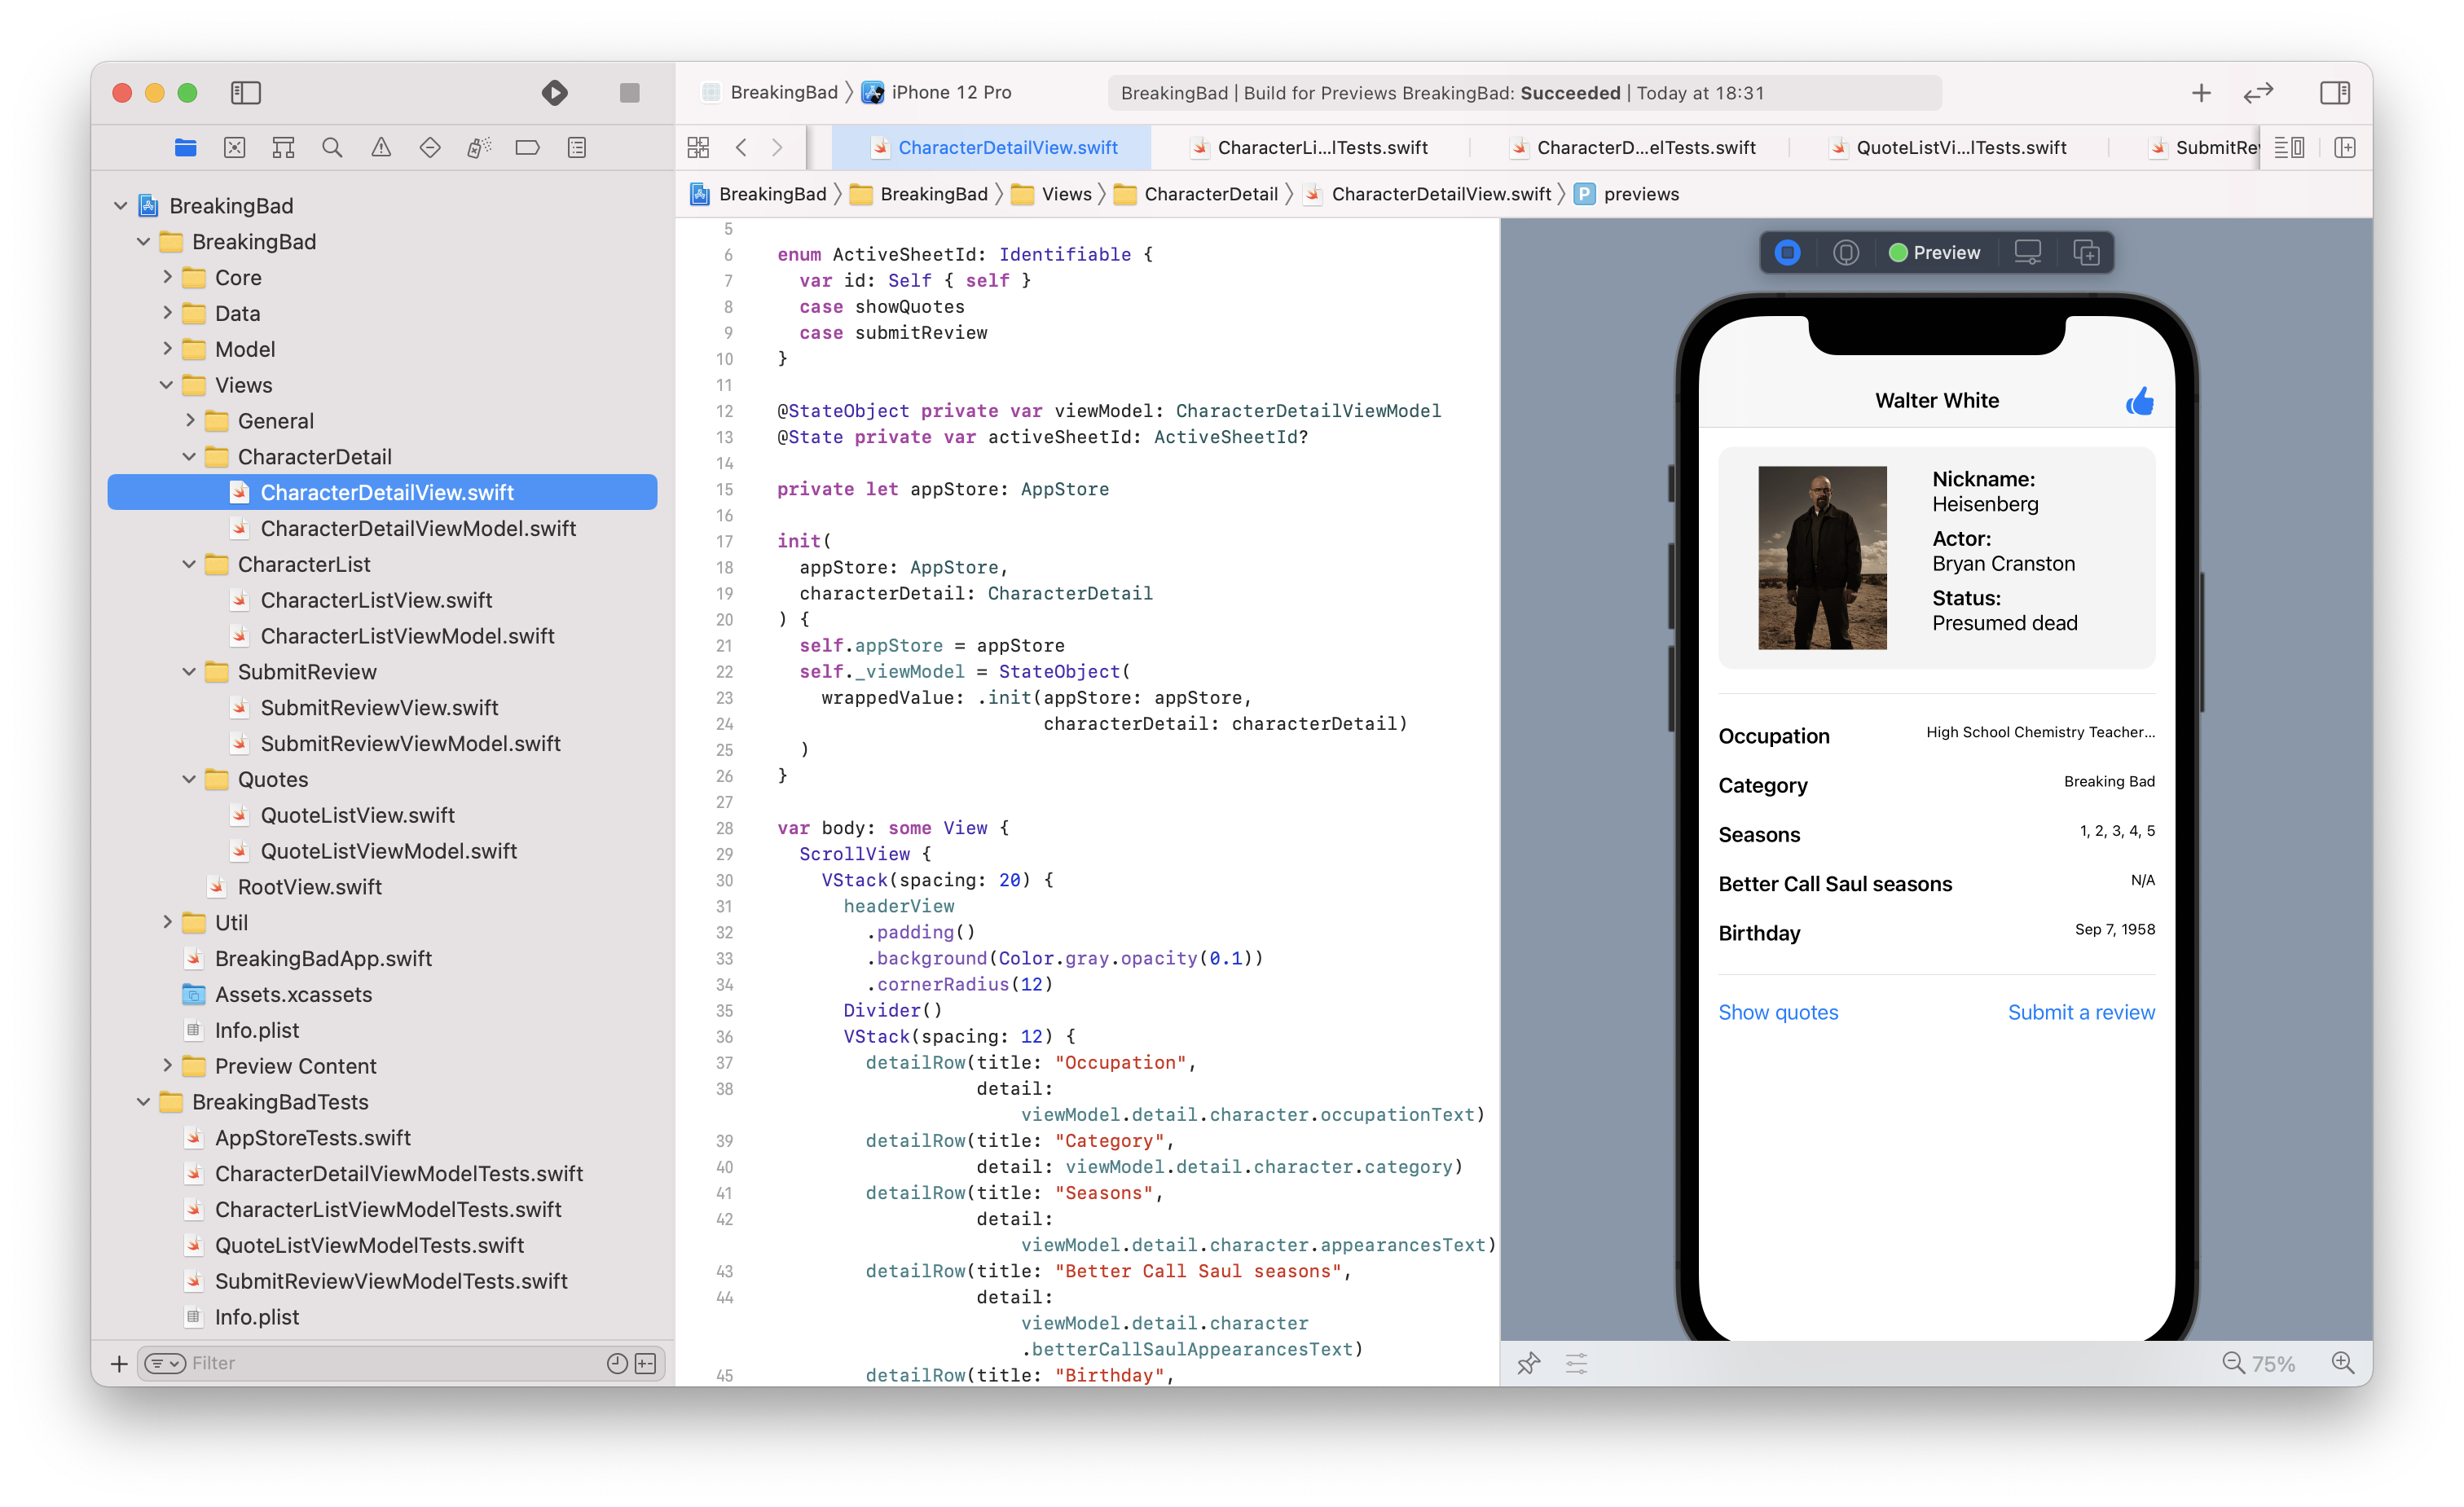 BreakingBad
iPhone 12 Pro
BreakingBad | Build for Previews BreakingBad: Succeeded | Today at 18:31
CharacterDetailView.swift
CharacterLi...lTests.swift
CharacterD...elTests.swift
QuoteListVi...lTests.swift
SubmitRe
BreakingBad
BreakingBad
Views
CharacterDetail
CharacterDetailView.swift
P
previews
BreakingBad
BreakingBad
Core
Data
Model
Views
General
CharacterDetail
CharacterDetailView.swift
CharacterDetailViewModel.swift
CharacterList
CharacterListView.swift
CharacterListViewModel.swift
SubmitReview
SubmitReviewView.swift
SubmitReviewViewModel.swift
Quotes
QuoteListView.swift
QuoteListViewModel.swift
RootView.swift
Util
BreakingBadApp.swift
Assets.xcassets
Info.plist
Preview Content
BreakingBadTests
AppStoreTests.swift
CharacterDetailViewModelTests.swift
CharacterListViewModelTests.swift
QuoteListViewModelTests.swift
SubmitReviewViewModelTests.swift
Info.plist
Filter
5
6 enum ActiveSheetId: Identifiable {
7 var id: Self { self }
8 case showQuotes
9 case submitReview
10 }
11
12 @StateObject private var viewModel: CharacterDetailViewModel
13 @State private var activeSheetId: ActiveSheetId?
14
15 private let appStore: AppStore
16
17 init(
18 appStore: AppStore,
19 characterDetail: CharacterDetail
20 ) {
21 self.appStore = appStore
22 self._viewModel = StateObject(
23 wrappedValue: .init(appStore: appStore,
24 characterDetail: characterDetail)
25 )
26 }
27
28 var body: some View {
29 ScrollView {
30 VStack(spacing: 20) {
31 headerView
32 .padding()
33 .background(Color.gray.opacity(0.1))
34 .cornerRadius(12)
35 Divider()
36 VStack(spacing: 12) {
37 detailRow(title: "Occupation",
38 detail:
viewModel.detail.character.occupationText)
39 detailRow(title: "Category",
40 detail: viewModel.detail.character.category)
41 detailRow(title: "Seasons",
42 detail:
viewModel.detail.character.appearancesText)
43 detailRow(title: "Better Call Saul seasons",
44 detail:
viewModel.detail.character
.betterCallSaulAppearancesText)
45 detailRow(title: "Birthday",
Preview
Walter White
Nickname:
Heisenberg
Actor:
Bryan Cranston
Status:
Presumed dead
Occupation High School Chemistry Teacher...
Category Breaking Bad
Seasons 1, 2, 3, 4, 5
Better Call Saul seasons N/A
Birthday Sep 7, 1958
Show quotes Submit a review
75%